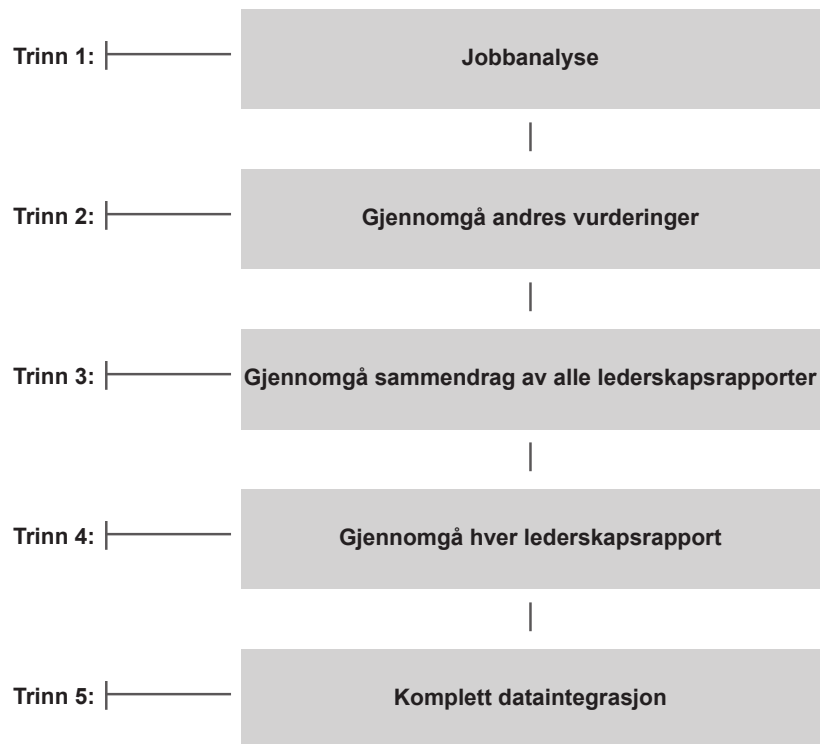 Trinn 1:
Jobbanalyse
Trinn 2:
Gjennomgå andres vurderinger
Trinn 3:
Gjennomgå sammendrag av alle lederskapsrapporter
Trinn 4:
Gjennomgå hver lederskapsrapport
Trinn 5:
Komplett dataintegrasjon